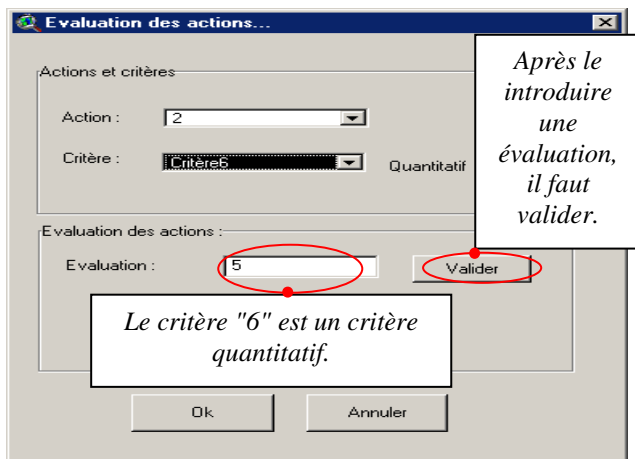 Evaluation des actions...
Actions et critères
Action :
2
Critère :
Critère6
Quantitatif
Après le
introduire
une
évaluation,
il faut
valider.
Evaluation des actions :
Evaluation :
5
Valider
Le critère "6" est un critère
quantitatif.
Ok
Annuler